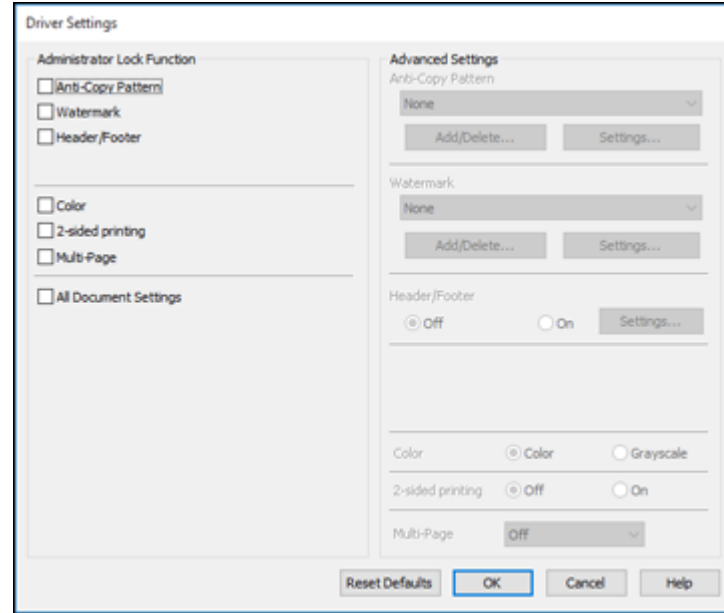 Driver Settings
Administrator Lock Function
Anti-Copy Pattern
Watermark
Header/Footer
Color
2-sided printing
Multi-Page
All Document Settings
Advanced Settings
Anti-Copy Pattern
None
Add/Delete... Settings...
Watermark
None
Add/Delete... Settings...
Header/Footer
Off On Settings...
Color Color Grayscale
2-sided printing Off On
Multi-Page Off
Reset Defaults OK Cancel Help